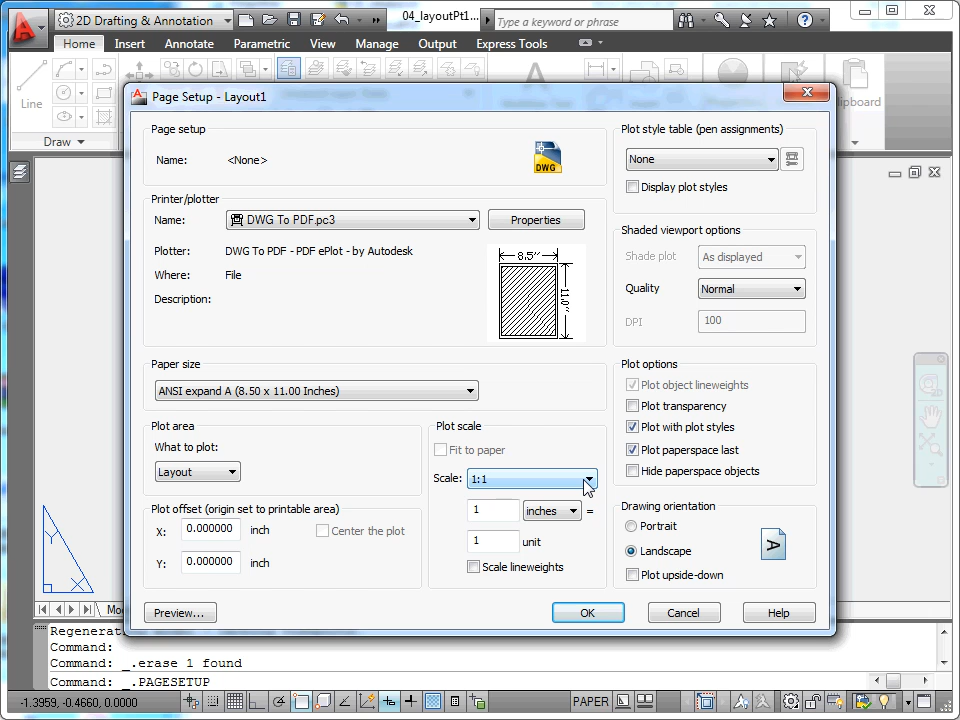 2D Drafting & Annotation
04_layoutPt1...
Type a keyword or phrase
Home Insert Annotate Parametric View Manage Output Express Tools
Line
Draw
Page Setup - Layout1
Page setup
Name: <None>
DWG
Printer/plotter
Name: DWG To PDF.pc3 Properties
Plotter: DWG To PDF - PDF ePlot - by Autodesk
Where: File
Description:
8.5''
11.0''
Paper size
ANSI expand A (8.50 x 11.00 Inches)
Plot area
What to plot:
Layout
Plot offset (origin set to printable area)
X: 0.000000 inch Center the plot
Y: 0.000000 inch
Plot scale
Fit to paper
Scale: 1:1
1 inches =
1 unit
Scale lineweights
Plot style table (pen assignments)
None
Display plot styles
Shaded viewport options
Shade plot As displayed
Quality Normal
DPI 100
Plot options
Plot object lineweights
Plot transparency
Plot with plot styles
Plot paperspace last
Hide paperspace objects
Drawing orientation
Portrait
Landscape
A
Plot upside-down
Preview... OK Cancel Help
Y
X
Command:
Command: _.erase 1 found
Command: _.PAGESETUP
-1.3959, -0.4660, 0.0000 PAPER